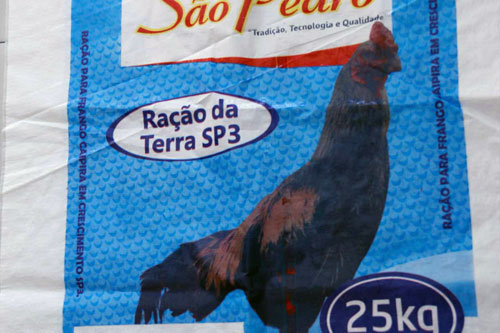 São Pedro
"Tradição, Tecnologia e Qualidade
Ração da
Terra SP3
RAÇÃO PARA FRANGO CAIPIRA EM CRESCIMENTO SP3.
RAÇÃO PARA FRANGO CAIPIRA EM CRESCI
25kg